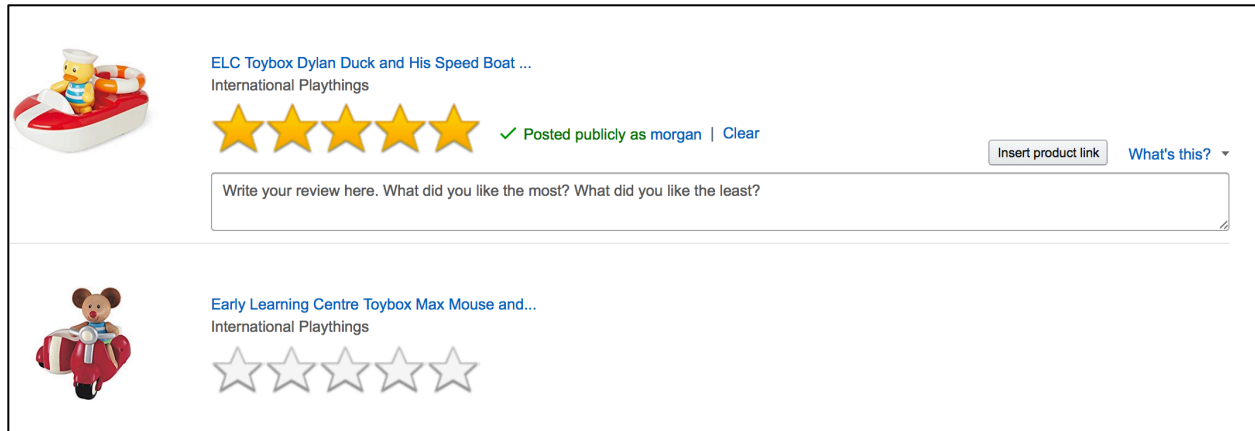 ELC Toybox Dylan Duck and His Speed Boat ...
International Playthings
Posted publicly as morgan | Clear
Insert product link What's this?
Write your review here. What did you like the most? What did you like the least?
Early Learning Centre Toybox Max Mouse and...
International Playthings